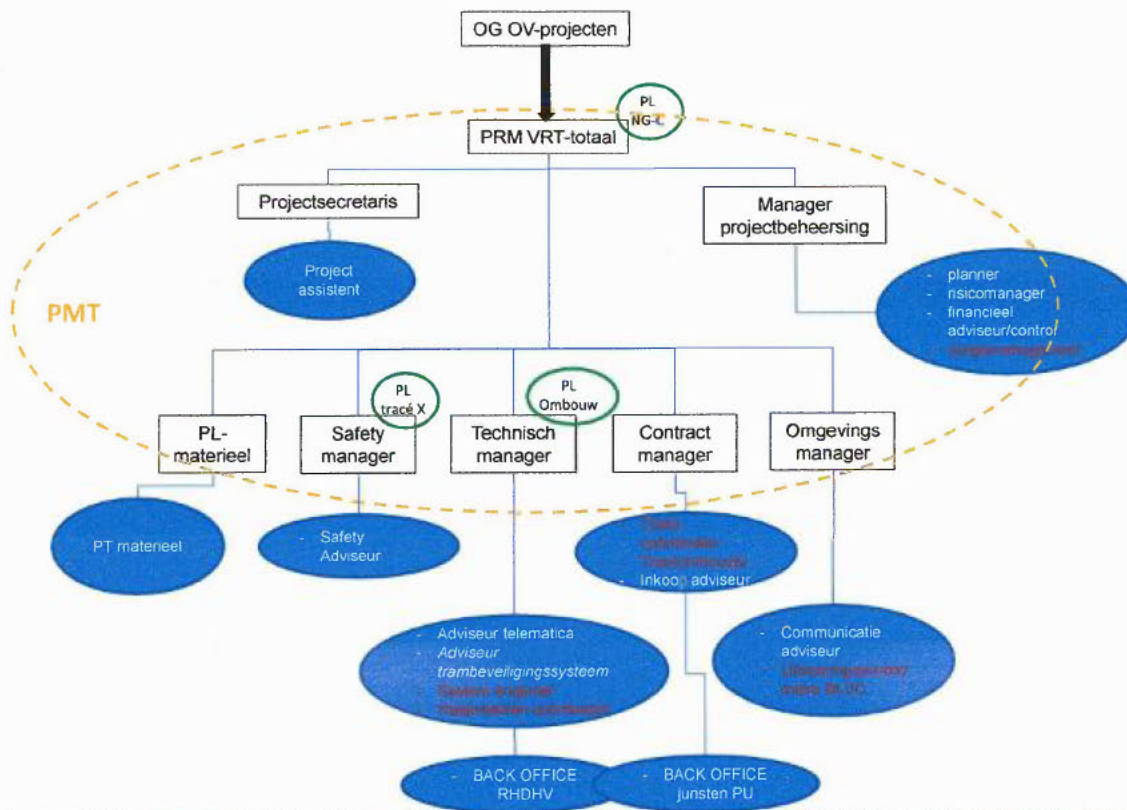 OG OV-projecten
PL
NG-L
PRM VRT-totaal
Projectsecretaris
Manager
projectbeheersing
Project
assistent
- planner
- risicomanager
- financieel
adviseur/control
PMT
PL
tracé X
PL
Ombouw
PL-
materieel
Safety
manager
Technisch
manager
Contract
manager
Omgevings
manager
PT materieel
- Safety
Adviseur
- Inkoop adviseur
- Adviseur telematica
- Adviseur
trambeveiligingssysteem
- Communicatie
adviseur
- BACK OFFICE
RHDHV
- BACK OFFICE
junsten PU